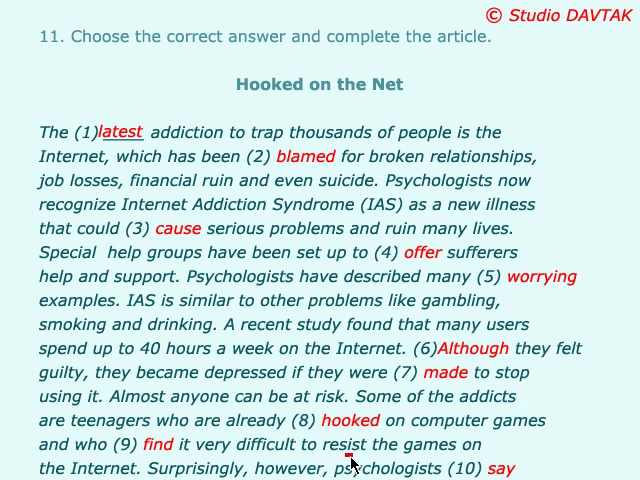 © Studio DAVTAK
11. Choose the correct answer and complete the article.
Hooked on the Net
The (1)latest addiction to trap thousands of people is the
Internet, which has been (2) blamed for broken relationships,
job losses, financial ruin and even suicide. Psychologists now
recognize Internet Addiction Syndrome (IAS) as a new illness
that could (3) cause serious problems and ruin many lives.
Special help groups have been set up to (4) offer sufferers
help and support. Psychologists have described many (5) worrying
examples. IAS is similar to other problems like gambling,
smoking and drinking. A recent study found that many users
spend up to 40 hours a week on the Internet. (6)Although they felt
guilty, they became depressed if they were (7) made to stop
using it. Almost anyone can be at risk. Some of the addicts
are teenagers who are already (8) hooked on computer games
and who (9) find it very difficult to resist the games on
the Internet. Surprisingly, however, psychologists (10) say